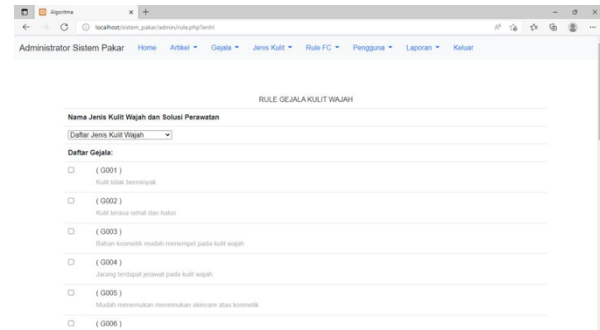 Algoritma
localhost/sistem_pakar/admin/rule.php?entri
Administrator Sistem Pakar Home Artikel Gejala Jenis Kulit Rule FC Pengguna Laporan Keluar
RULE GEJALA KULIT WAJAH
Nama Jenis Kulit Wajah dan Solusi Perawatan
Daftar Jenis Kulit Wajah
Daftar Gejala:
( G001 )
Kulit tidak berminyak
( G002 )
Kulit terasa sehat dan halus
( G003 )
Bahan kosmetik mudah menempel pada kulit wajah
( G004 )
Jarang terdapat jerawat pada kulit wajah
( G005 )
Mudah menemukan menemukan skincare atau kosmetik
( G006 )